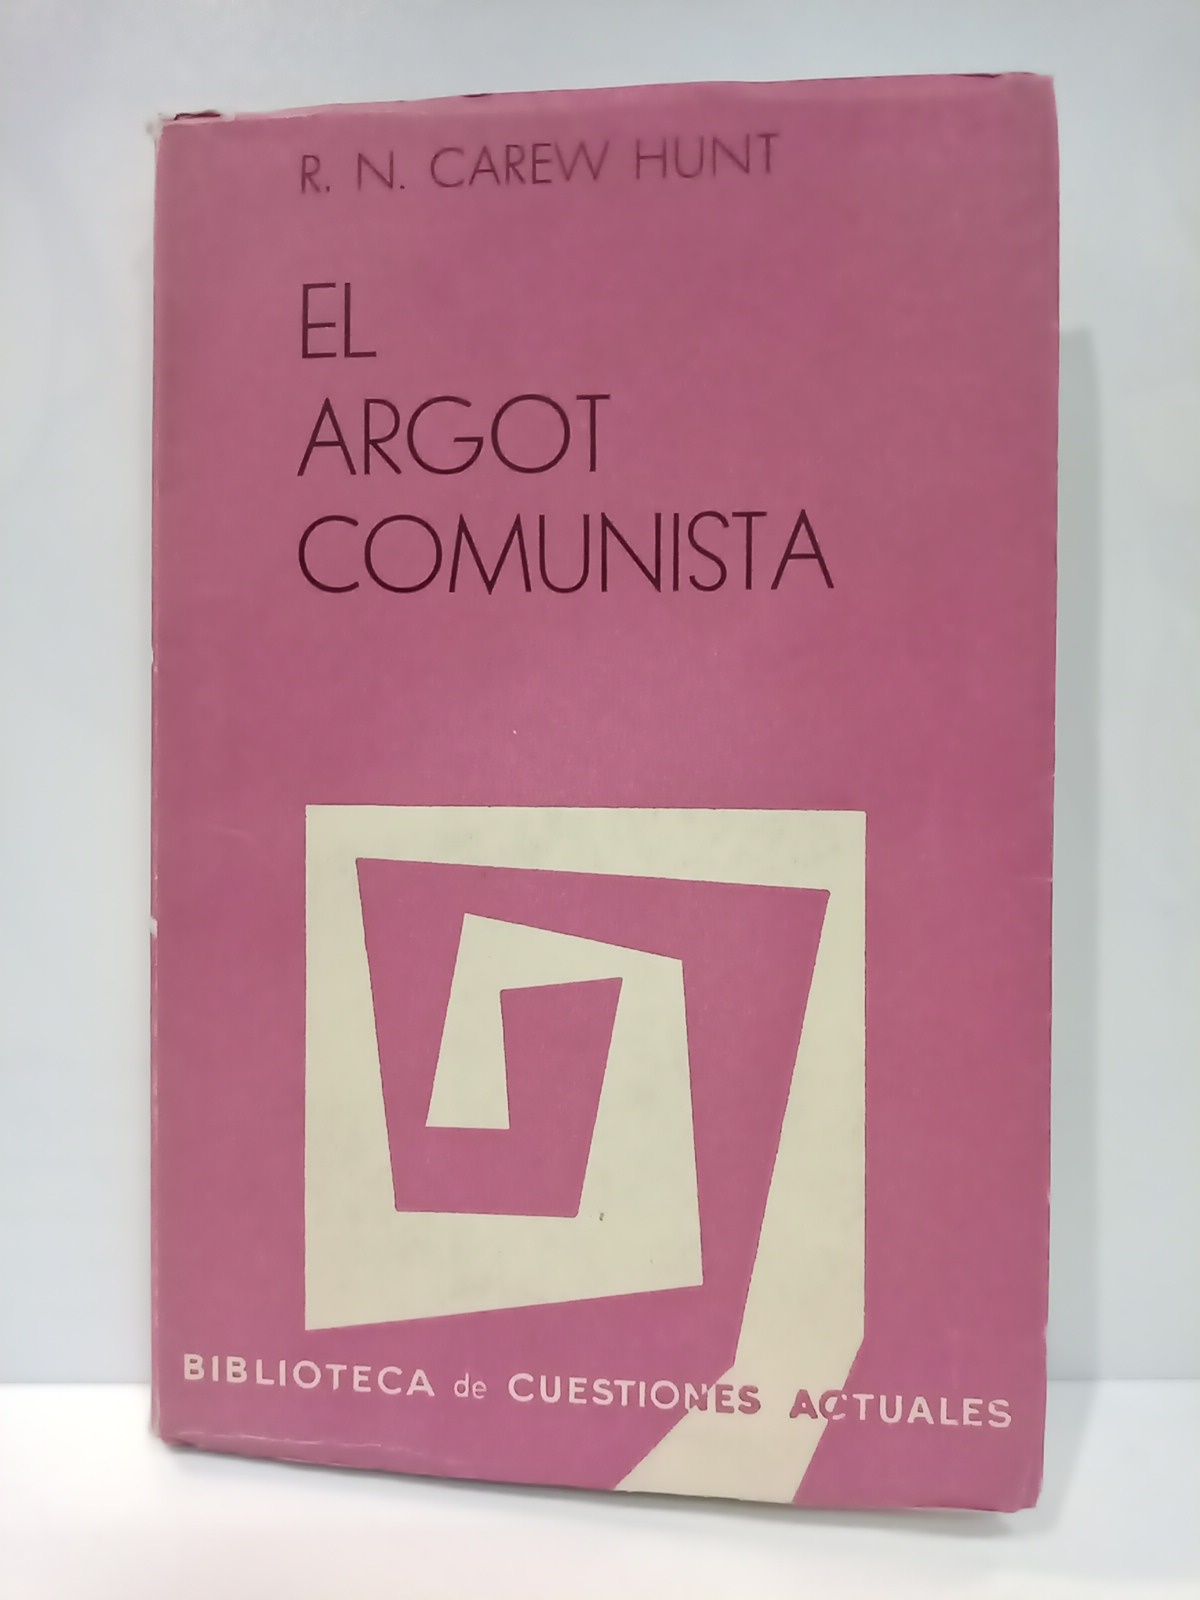 R. N. CAREW HUNT
EL
ARGOT
COMUNISTA
BIBLIOTECA de CUESTIONES ACTUALES